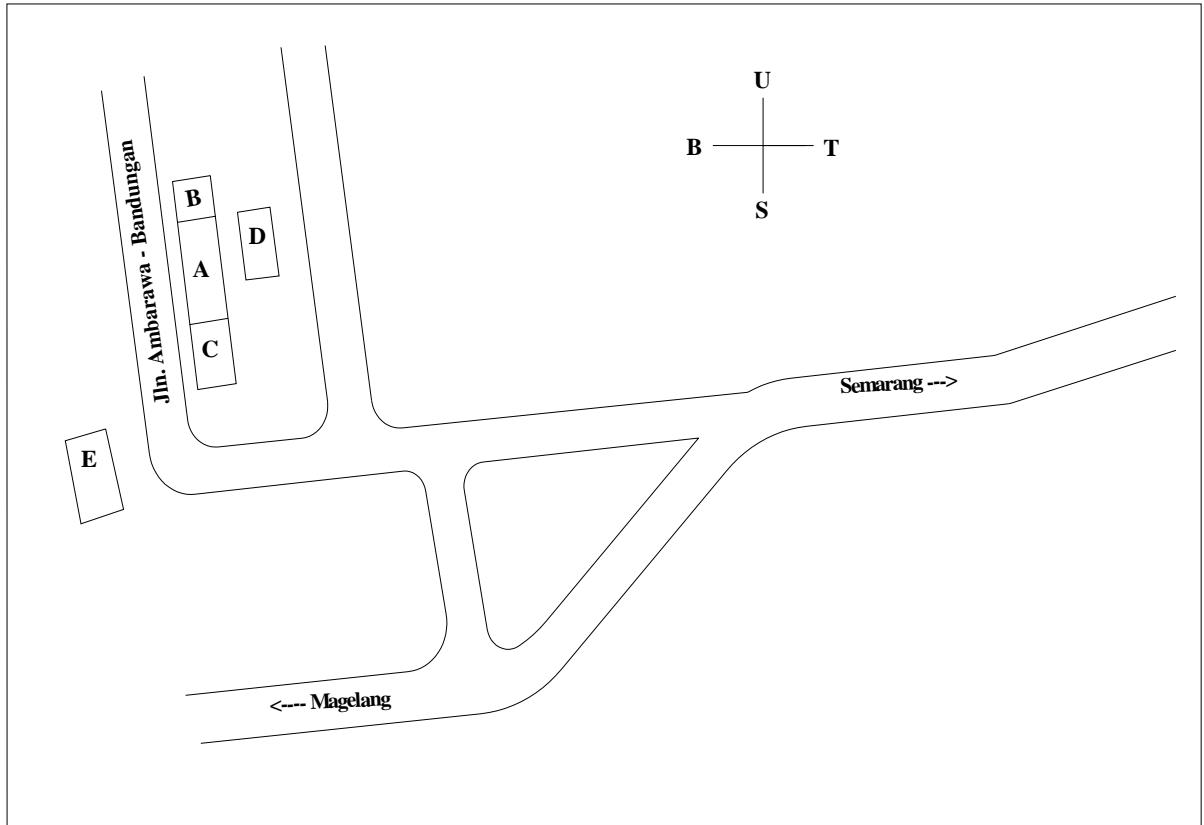 U
B T
S
Jln. Ambarawa - Bandungan
B
D
A
C
E
Semarang --->
<---- Magelang